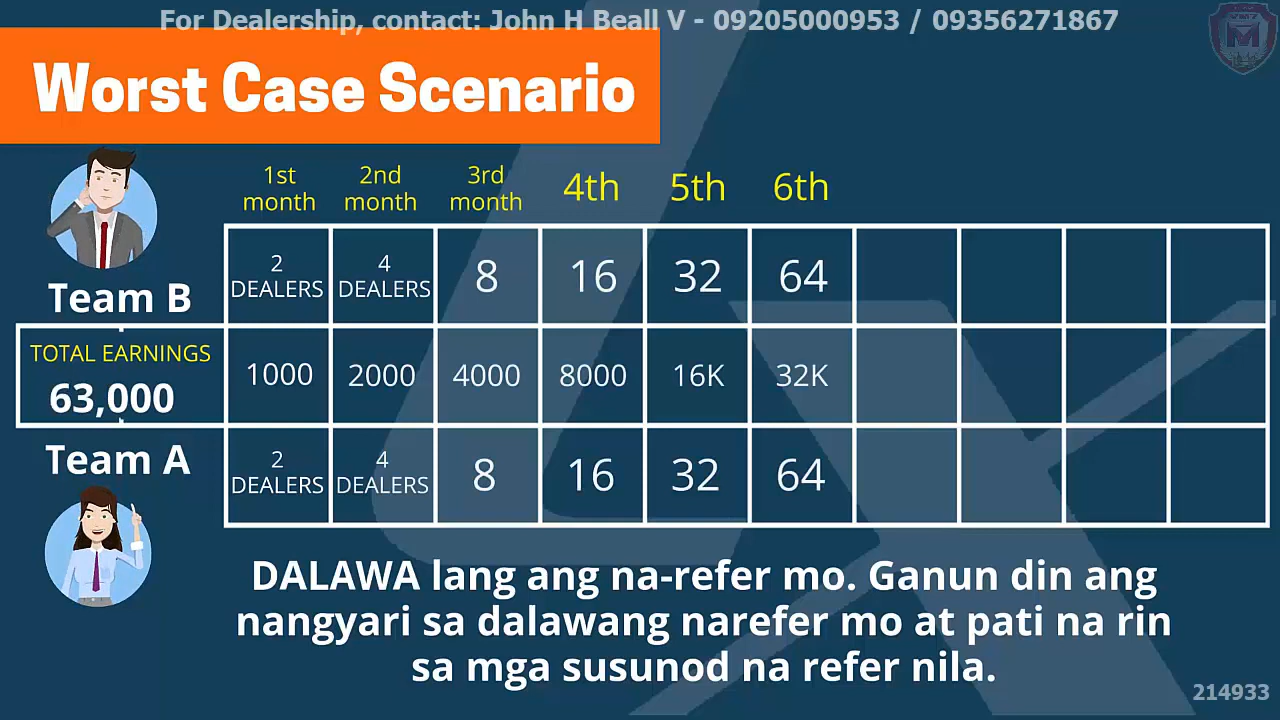 For Dealership, contact: John H Beall V - 09205000953 / 09356271867
Worst Case Scenario
1st month
2nd month
3rd month
4th
5th
6th
Team B
2 DEALERS
4 DEALERS
8
16
32
64
TOTAL EARNINGS
63,000
1000
2000
4000
8000
16K
32K
Team A
2 DEALERS
4 DEALERS
8
16
32
64
DALAWA lang ang na-refer mo. Ganun din ang
nangyari sa dalawang narefer mo at pati na rin
sa mga susunod na refer nila.
214933